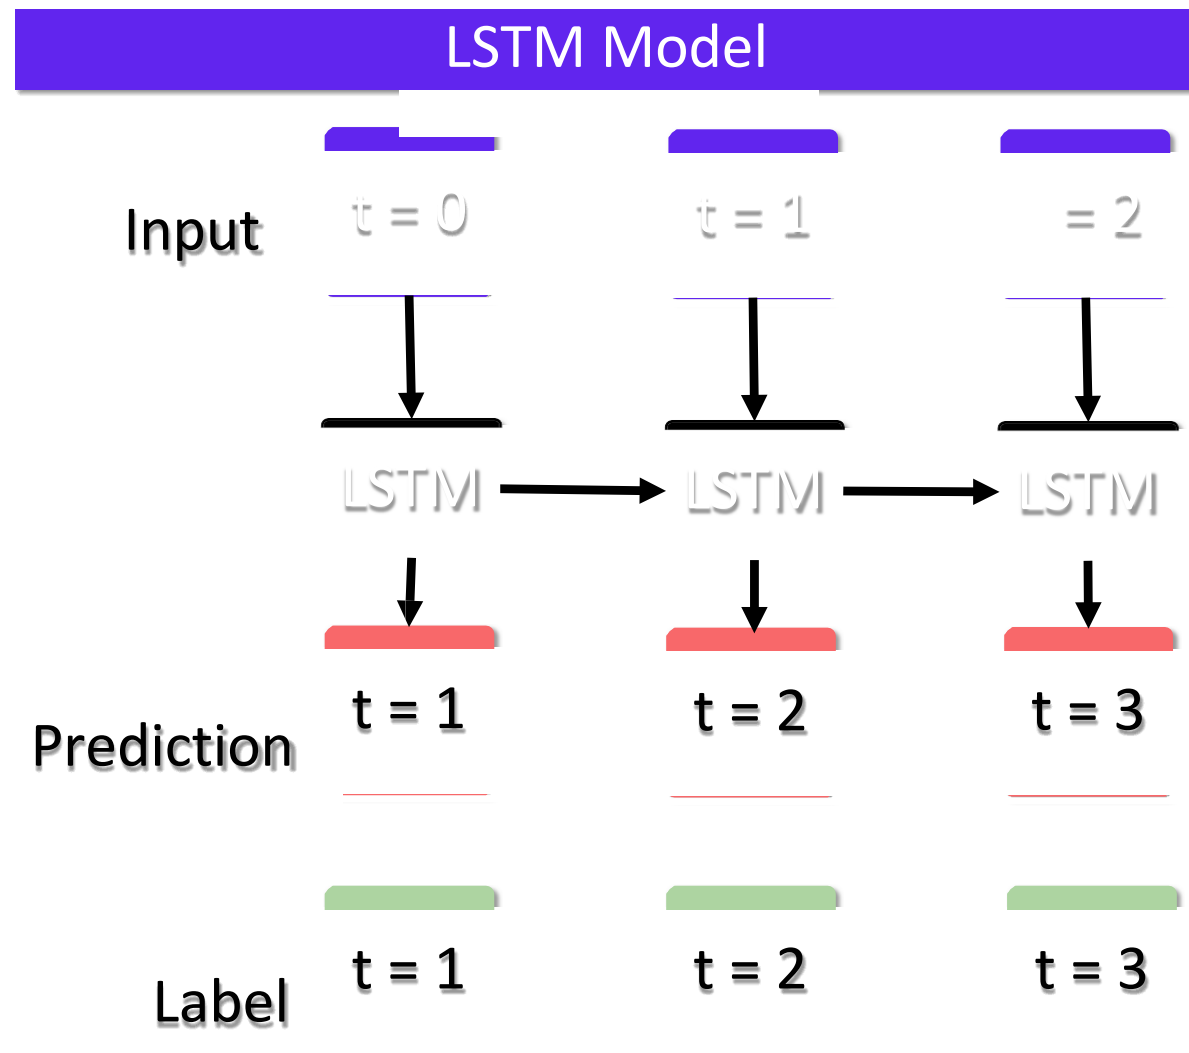 LSTM Model
Input
t = 0
t = 1
= 2
LSTM
LSTM
LSTM
Prediction
t = 1
t = 2
t = 3
Label
t = 1
t = 2
t = 3